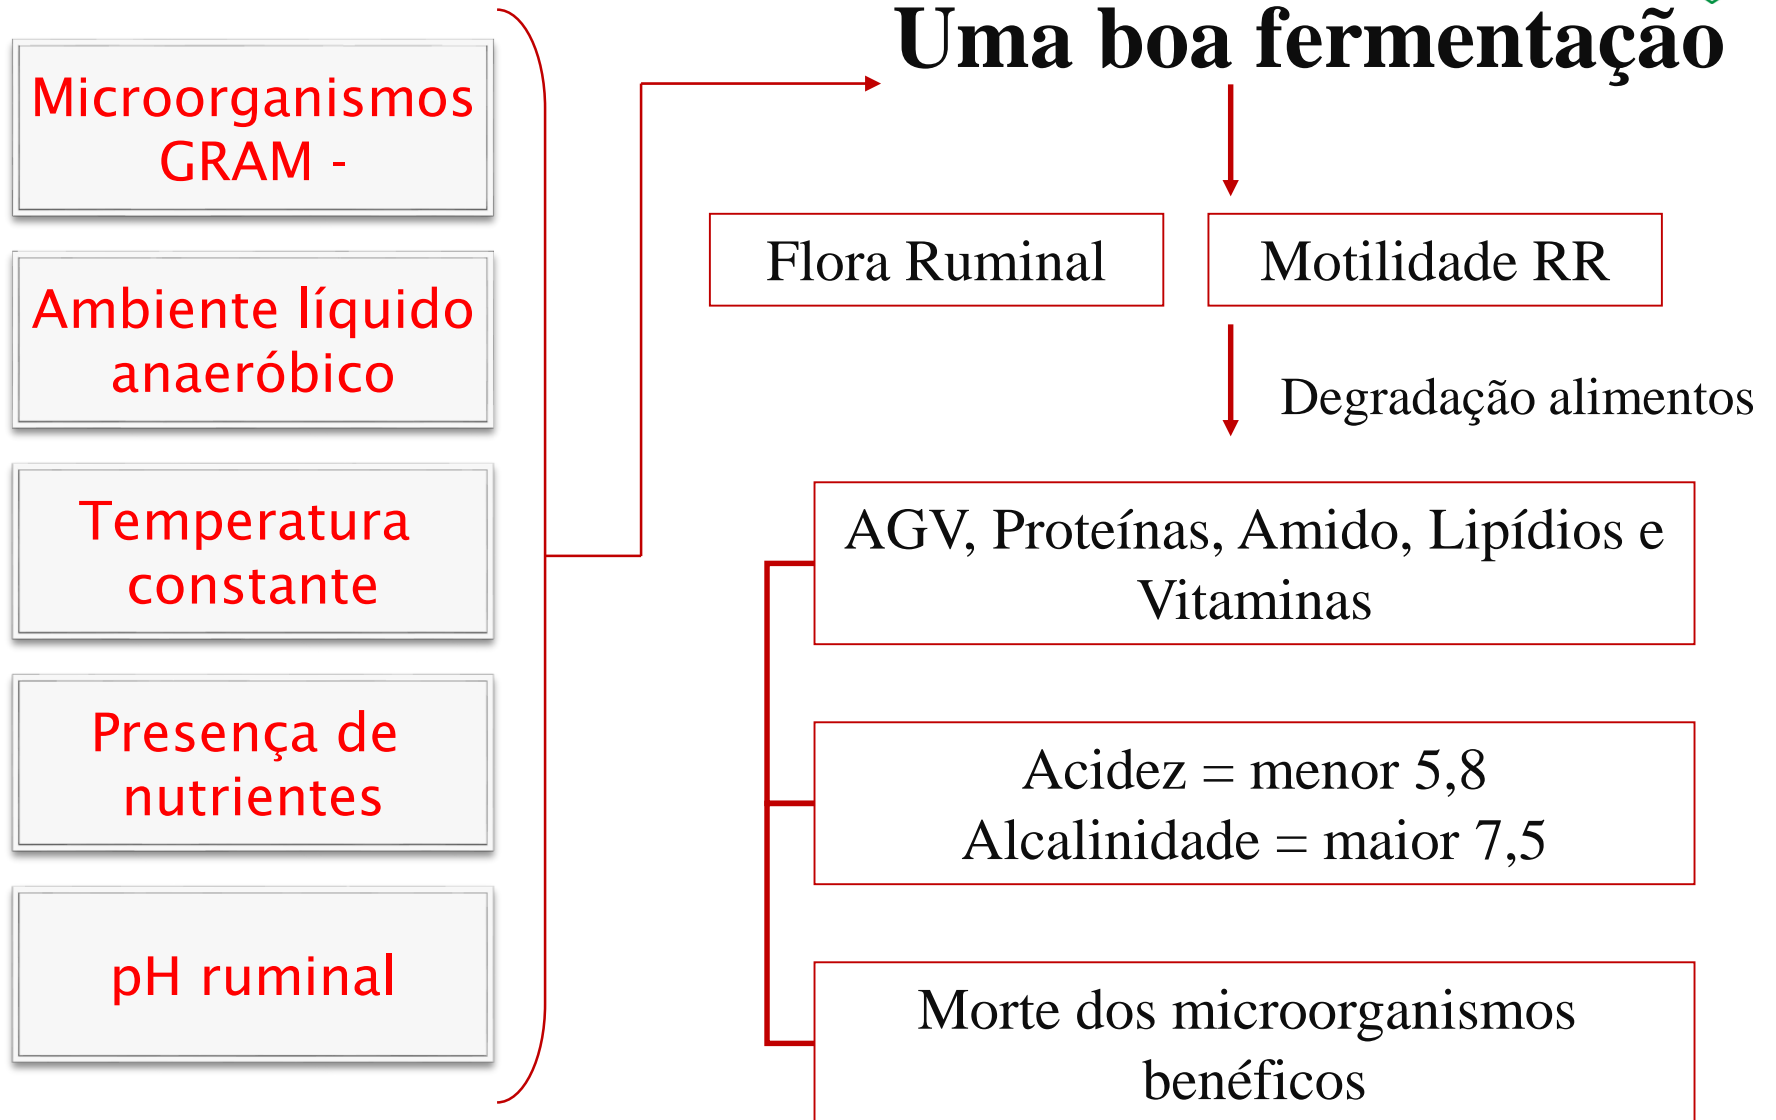 Uma boa fermentação
Microorganismos
GRAM -
Ambiente líquido
anaeróbico
Temperatura
constante
Presença de
nutrientes
pH ruminal
Flora Ruminal
Motilidade RR
Degradação alimentos
AGV, Proteínas, Amido, Lipídios e
Vitaminas
Acidez = menor 5,8
Alcalinidade = maior 7,5
Morte dos microorganismos
benéficos